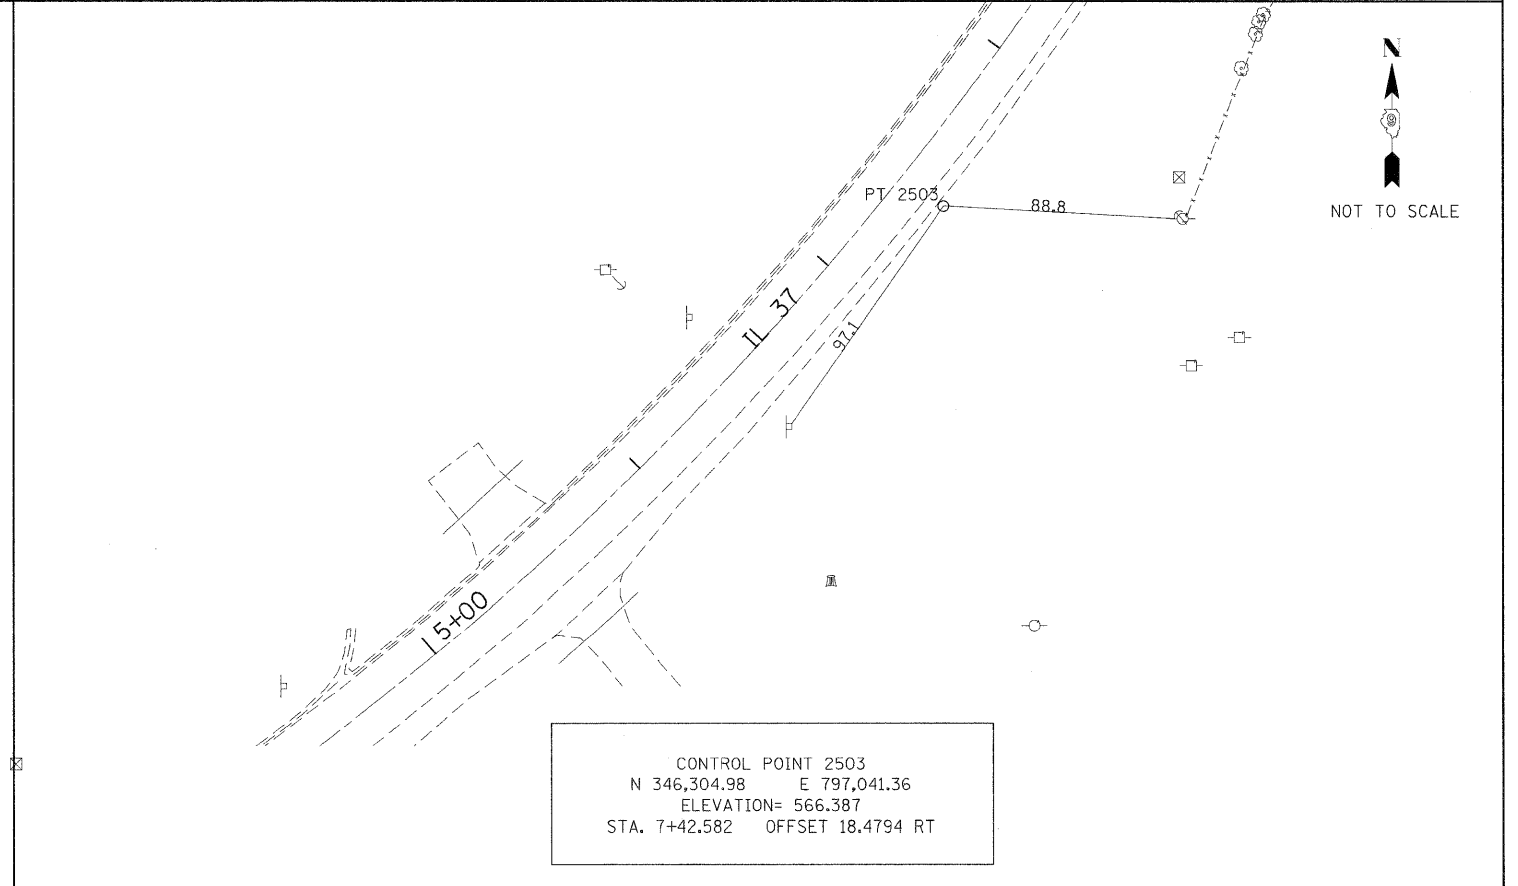 N
NOT TO SCALE
PT 2503
88.8
IL 37
97.1
5+00
CONTROL POINT 2503
N 346,304.98 E 797,041.36
ELEVATION= 566.387
STA. 7+42.582 OFFSET 18.4794 RT